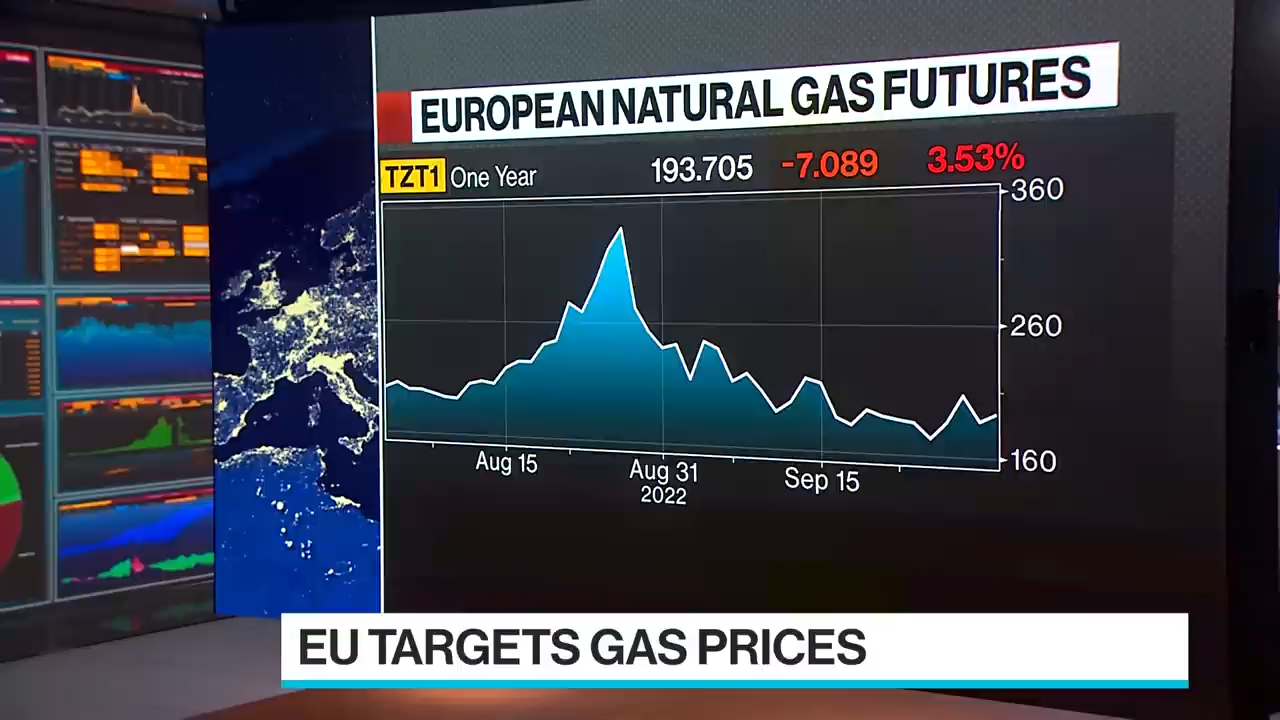 EUROPEAN NATURAL GAS FUTURES
TZT1 One Year 193.705 -7.089 3.53%
360
260
160
Aug 15 Aug 31 Sep 15
2022
EU TARGETS GAS PRICES